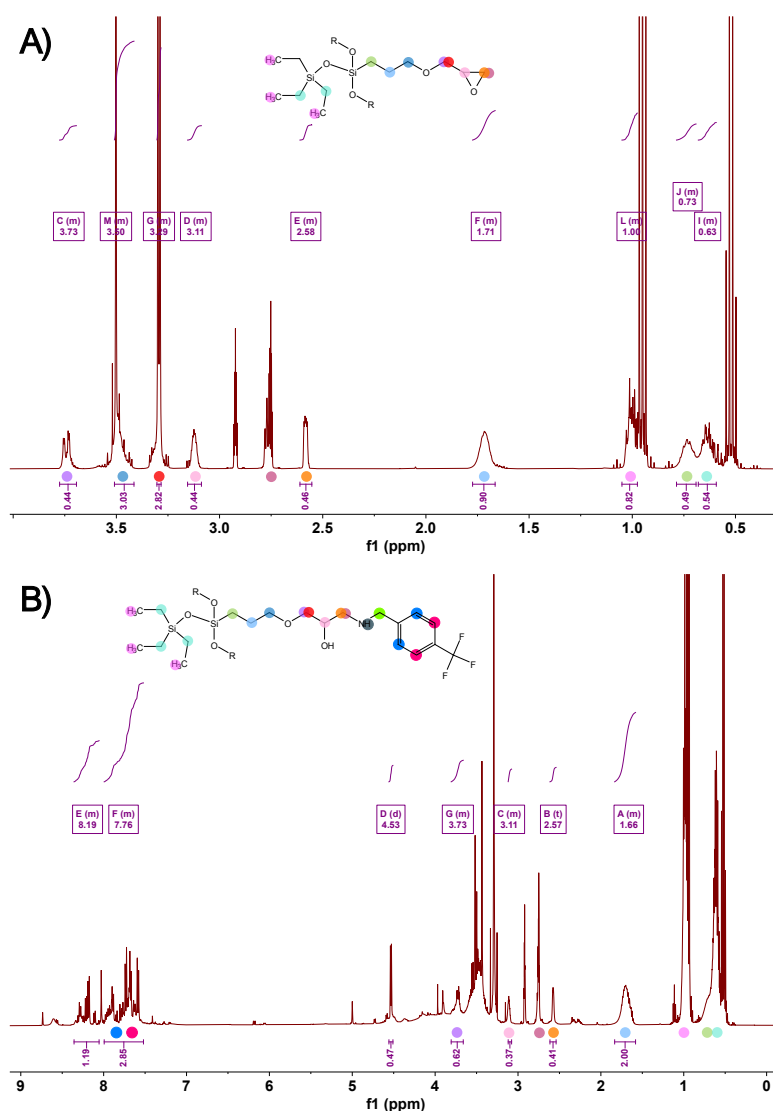 A)
R
O
O
Si
Si
O
O
O
R
H₃C
H₃C
H₃C
C (m)
3.73
M (m)
3.50
G (m)
3.29
D (m)
3.11
E (m)
2.58
F (m)
1.71
L (m)
1.00
J (m)
0.73
I (m)
0.63
0.44
3.03
2.82
0.44
0.46
0.90
0.82
0.49
0.54
3.5
3.0
2.5
2.0
1.5
1.0
0.5
f1 (ppm)
B)
R
O
O
Si
Si
O
O
NH
OH
R
H₃C
H₃C
CH₃
F
F
F
E (m)
8.19
F (m)
7.76
D (d)
4.53
G (m)
3.73
C (m)
3.11
B (t)
2.57
A (m)
1.66
1.19
2.85
0.47
0.62
0.37
0.41
2.00
9
8
7
6
5
4
3
2
1
0
f1 (ppm)